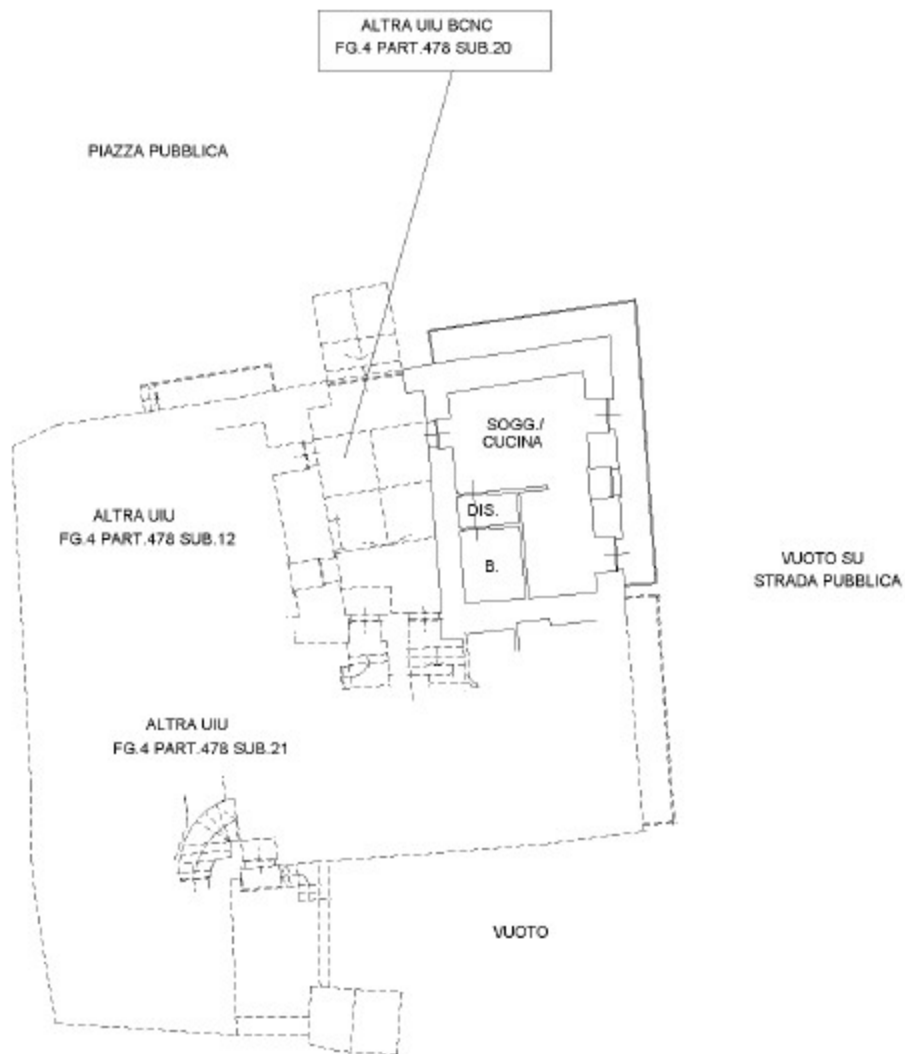 ALTRA UIU BCNC
FG.4 PART.478 SUB.20
PIAZZA PUBBLICA
SOGG./
CUCINA
DIS.
B.
ALTRA UIU
FG.4 PART.478 SUB.12
VUOTO SU
STRADA PUBBLICA
ALTRA UIU
FG.4 PART.478 SUB.21
VUOTO